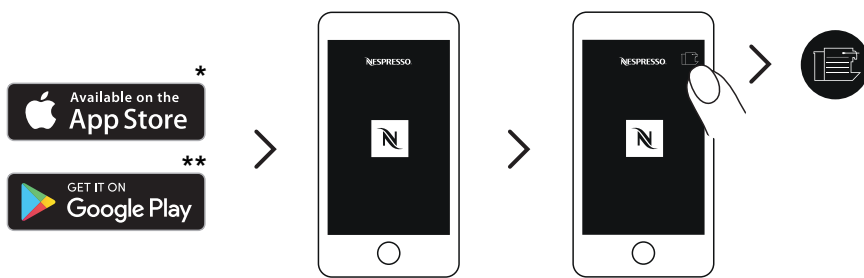 *
Available on the
App Store
**
GET IT ON
Google Play
NESPRESSO.
N
NESPRESSO.
N